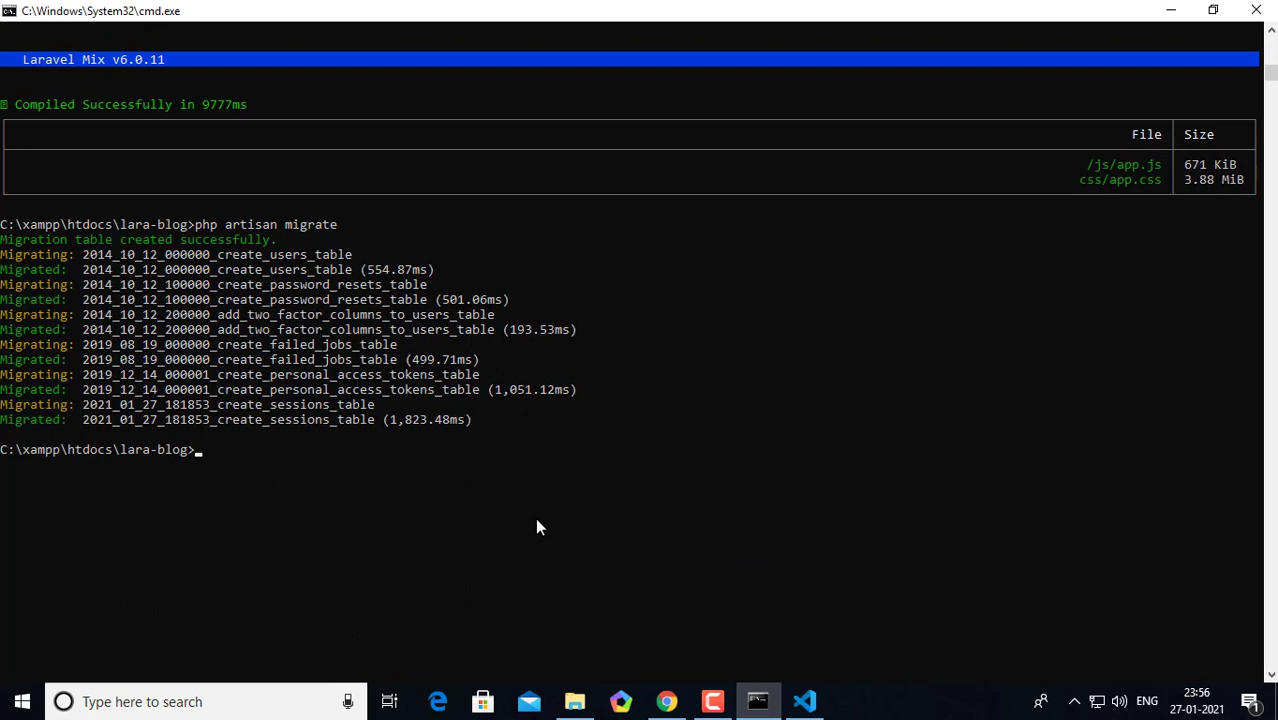 C:\Windows\System32\cmd.exe
Laravel Mix v6.0.11
Compiled Successfully in 9777ms
File Size
/js/app.js 671 KiB
css/app.css 3.88 MiB
C:\xampp\htdocs\lara-blog>php artisan migrate
Migration table created successfully.
Migrating: 2014_10_12_000000_create_users_table
Migrated:  2014_10_12_000000_create_users_table (554.87ms)
Migrating: 2014_10_12_100000_create_password_resets_table
Migrated:  2014_10_12_100000_create_password_resets_table (501.06ms)
Migrating: 2014_10_12_200000_add_two_factor_columns_to_users_table
Migrated:  2014_10_12_200000_add_two_factor_columns_to_users_table (193.53ms)
Migrating: 2019_08_19_000000_create_failed_jobs_table
Migrated:  2019_08_19_000000_create_failed_jobs_table (499.71ms)
Migrating: 2019_12_14_000001_create_personal_access_tokens_table
Migrated:  2019_12_14_000001_create_personal_access_tokens_table (1,051.12ms)
Migrating: 2021_01_27_181853_create_sessions_table
Migrated:  2021_01_27_181853_create_sessions_table (1,823.48ms)
C:\xampp\htdocs\lara-blog>
Type here to search
ENG
23:56
27-01-2021
1